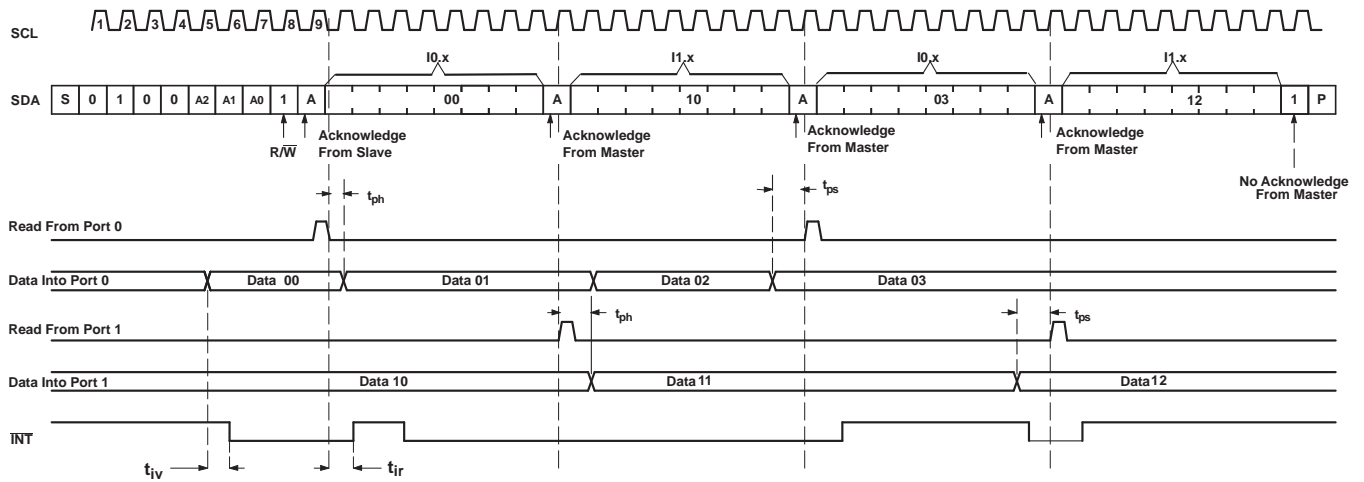 SCL 1 2 3 4 5 6 7 8 9
I0.x I1.x I0.x I1.x
SDA S 0 1 0 0 A2 A1 A0 1 A 00 A 10 A 03 A 12 1 P
R/W
Acknowledge
From Slave
Acknowledge
From Master
Acknowledge
From Master
Acknowledge
From Master
No Acknowledge
From Master
tph
tps
Read From Port 0
Data Into Port 0 Data 00 Data 01 Data 02 Data 03
tph
tps
Read From Port 1
Data Into Port 1 Data 10 Data 11 Data 12
INT
tiv
tir